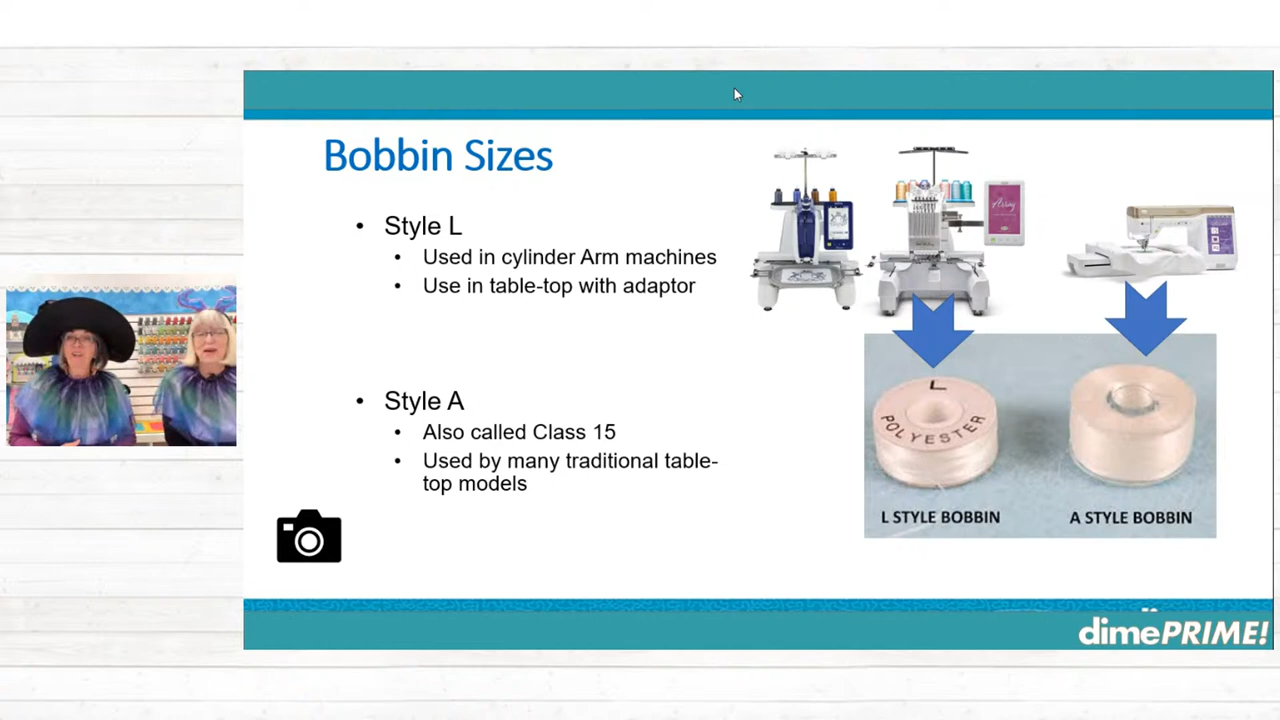 Bobbin Sizes
• Style L
• Used in cylinder Arm machines
• Use in table-top with adaptor
• Style A
• Also called Class 15
• Used by many traditional table-
top models
Array
L
POLYESTER
L STYLE BOBBIN
A STYLE BOBBIN
dimePRIME!